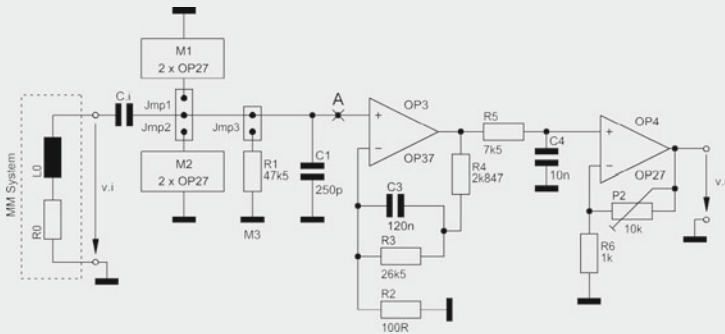 M1
2 x OP27
C.i
Jmp1
Jmp2
M2
2 x OP27
MM System
L0
R0
v.i
Jmp3
R1
47k5
M3
C1
250p
A
+
-
OP3
OP37
C3
120n
R3
26k5
R2
100R
R4
2k847
R5
7k5
C4
10n
+
-
OP4
OP27
P2
10k
R6
1k